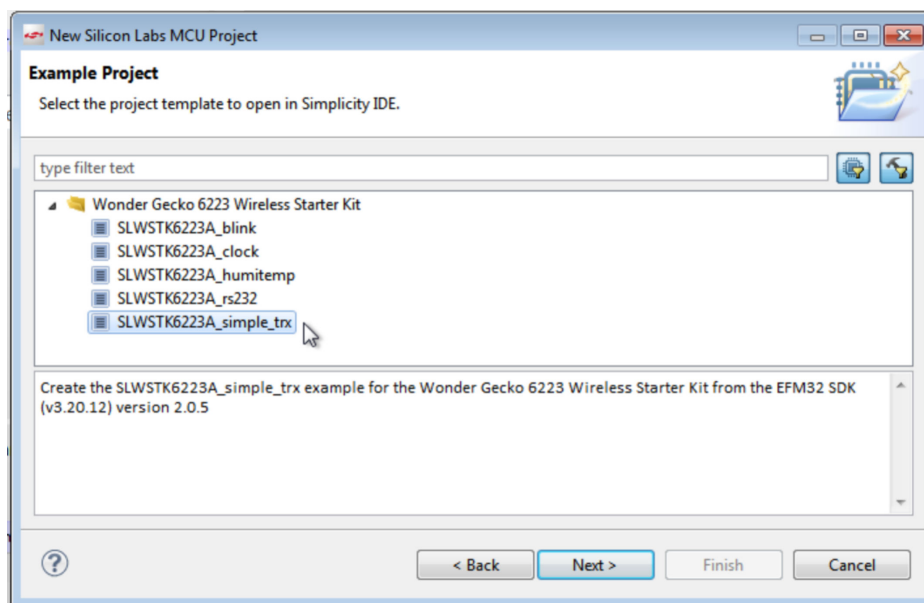 New Silicon Labs MCU Project
Example Project
Select the project template to open in Simplicity IDE.
type filter text
Wonder Gecko 6223 Wireless Starter Kit
SLWSTK6223A_blink
SLWSTK6223A_clock
SLWSTK6223A_humitemp
SLWSTK6223A_rs232
SLWSTK6223A_simple_trx
Create the SLWSTK6223A_simple_trx example for the Wonder Gecko 6223 Wireless Starter Kit from the EFM32 SDK
(v3.20.12) version 2.0.5
?
< Back
Next >
Finish
Cancel